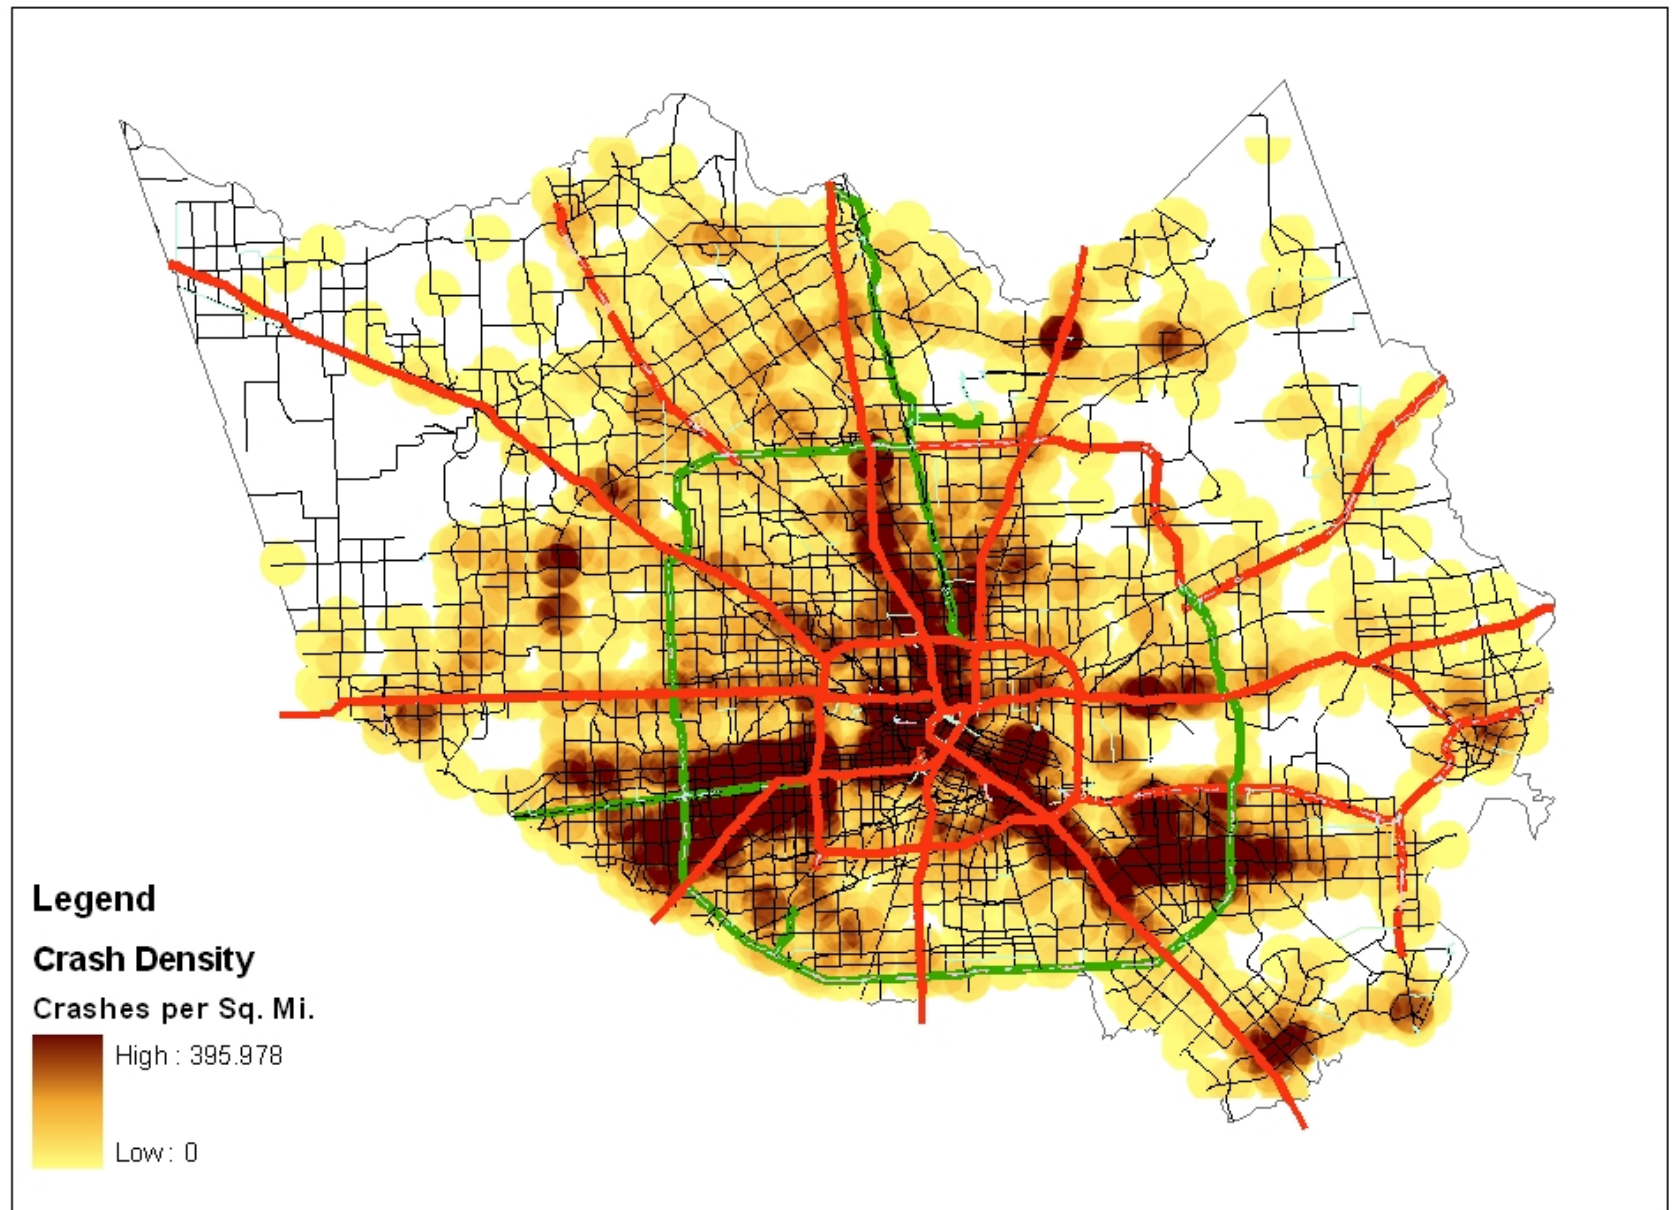 Legend
Crash Density
Crashes per Sq. Mi.
High : 395.978
Low : 0